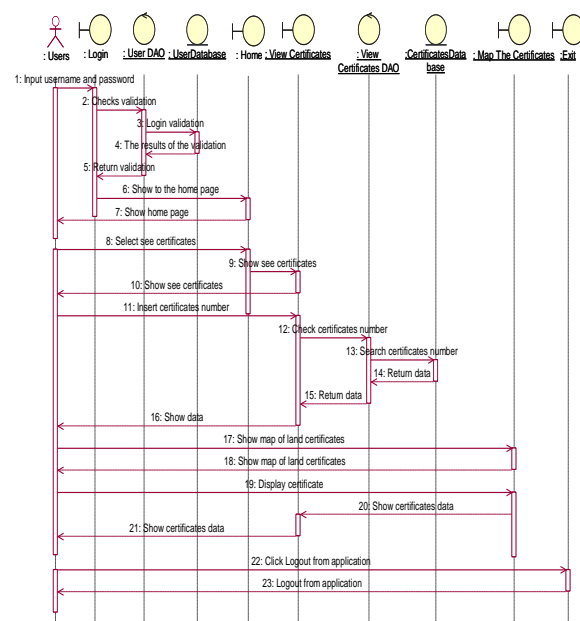 : Users
: Login
: User DAO
: UserDatabase
: Home
: View Certificates
: View
Certificates DAO
:CertificatesData
base
: Map The Certificates
:Exit
1: Input username and password
2: Checks validation
3: Login validation
4: The results of the validation
5: Return validation
6: Show to the home page
7: Show home page
8: Select see certificates
9: Show see certificates
10: Show see certificates
11: Insert certificates number
12: Check certificates number
13: Search certificates number
14: Return data
15: Return data
16: Show data
17: Show map of land certificates
18: Show map of land certificates
19: Display certificate
20: Show certificates data
21: Show certificates data
22: Click Logout from application
23: Logout from application